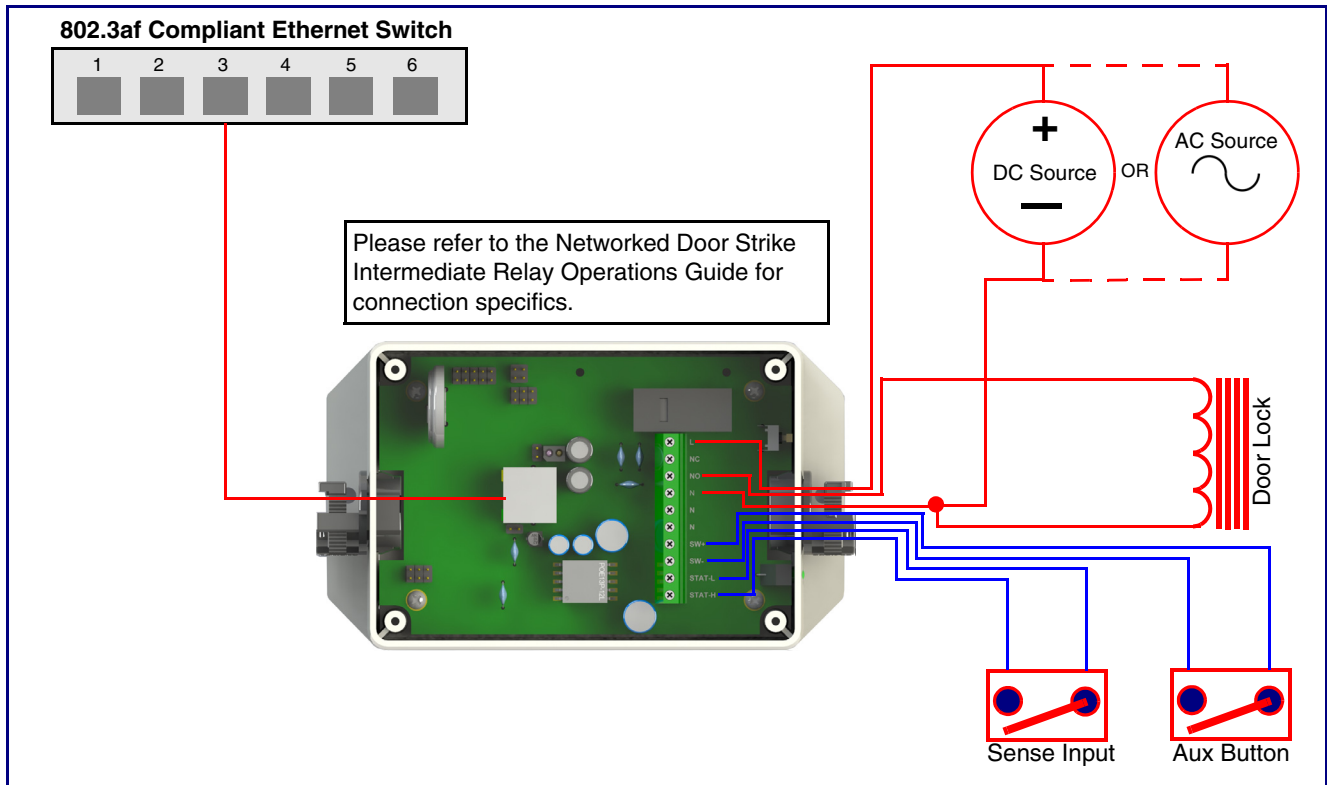 802.3af Compliant Ethernet Switch
1 2 3 4 5 6
+
DC Source
OR
AC Source
Please refer to the Networked Door Strike
Intermediate Relay Operations Guide for
connection specifics.
L
NC
NO
N
N
N
SW+
SW-
STAT-L
STAT-H
Door Lock
Sense Input
Aux Button